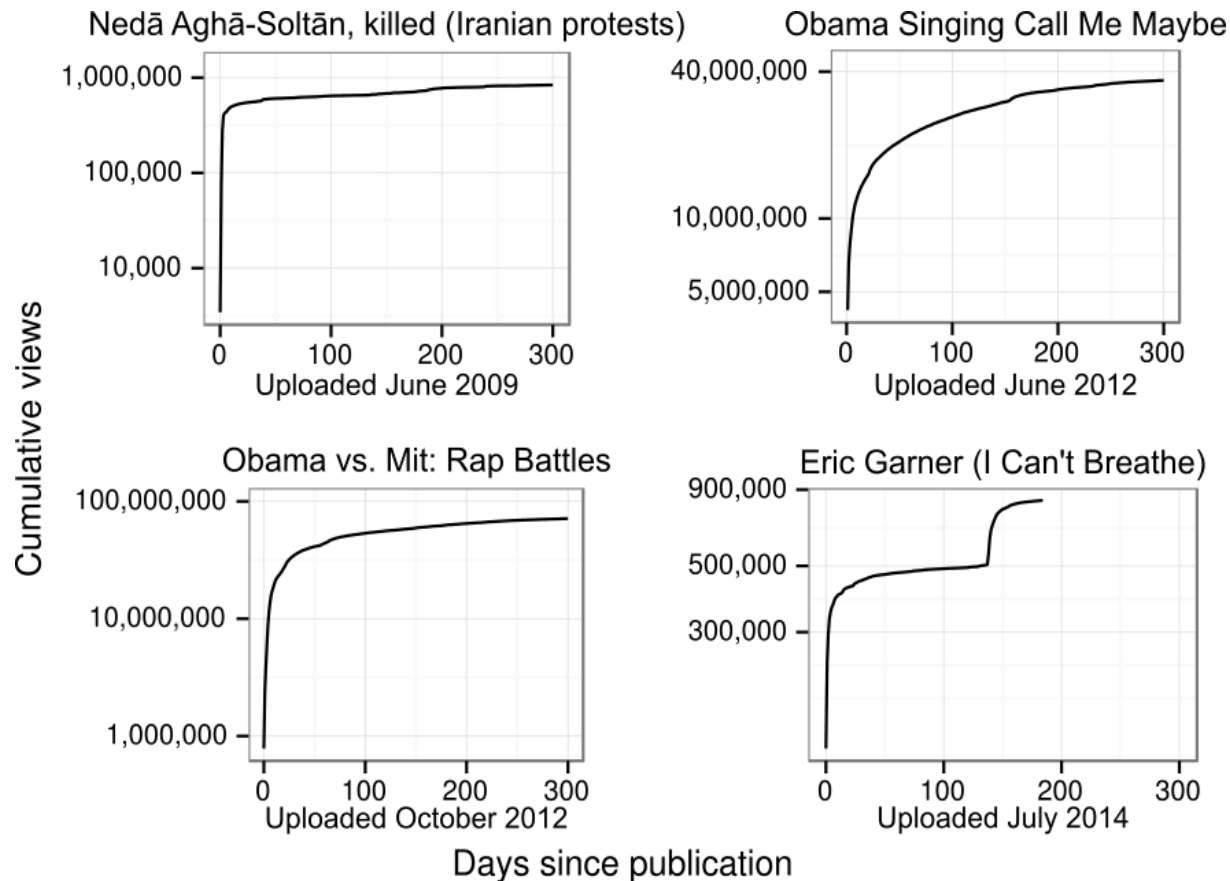 Nedā Aghā-Soltān, killed (Iranian protests)
1,000,000
100,000
10,000
0 100 200 300
Uploaded June 2009
Obama Singing Call Me Maybe
40,000,000
10,000,000
5,000,000
0 100 200 300
Uploaded June 2012
Cumulative views
Obama vs. Mit: Rap Battles
100,000,000
10,000,000
1,000,000
0 100 200 300
Uploaded October 2012
Eric Garner (I Can't Breathe)
900,000
500,000
300,000
0 100 200 300
Uploaded July 2014
Days since publication